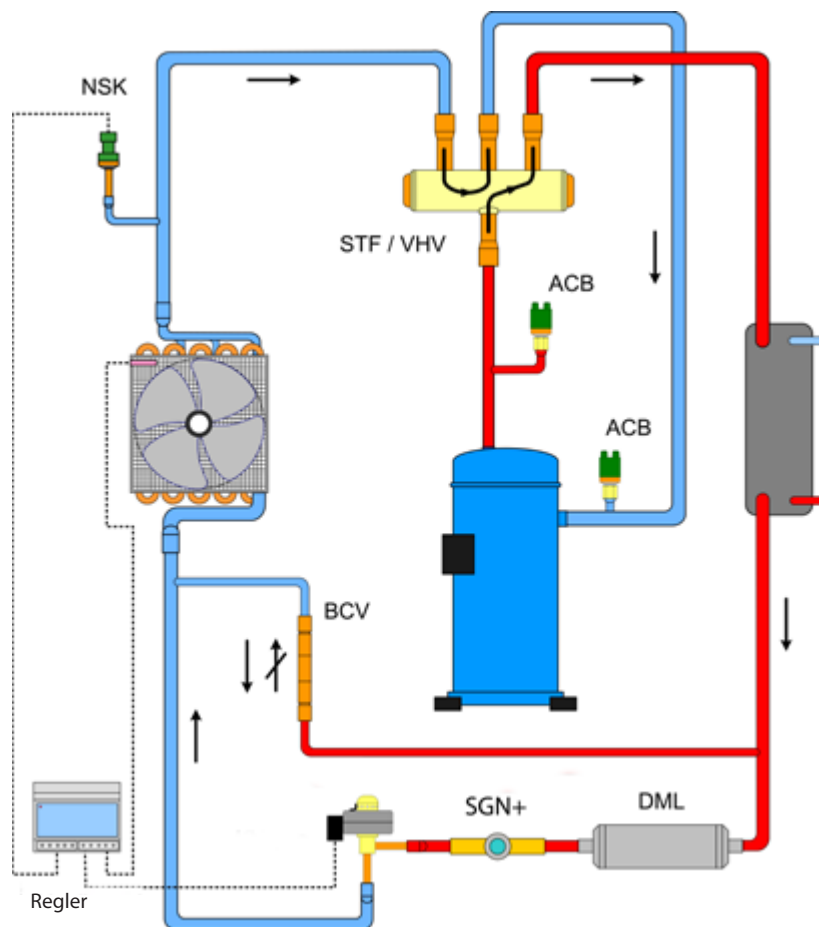 NSK
STF / VHV
ACB
ACB
BCV
SGN+
DML
Regler